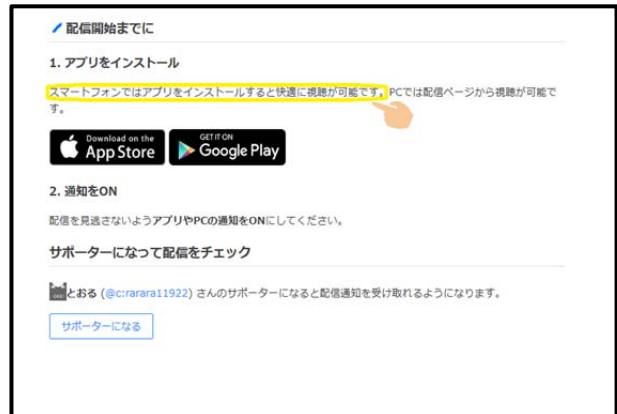 配信開始までに
1. アプリをインストール
スマートフォンではアプリをインストールすると快適に視聴が可能です。PCでは配信ページから視聴が可能で
す。
Download on the
App Store
GET IT ON
Google Play
2. 通知をON
配信を見逃さないようアプリやPCの通知をONにしてください。
サポーターになって配信をチェック
とおる (@c:rarara11922) さんのサポーターになると配信通知を受け取れるようになります。
サポーターになる